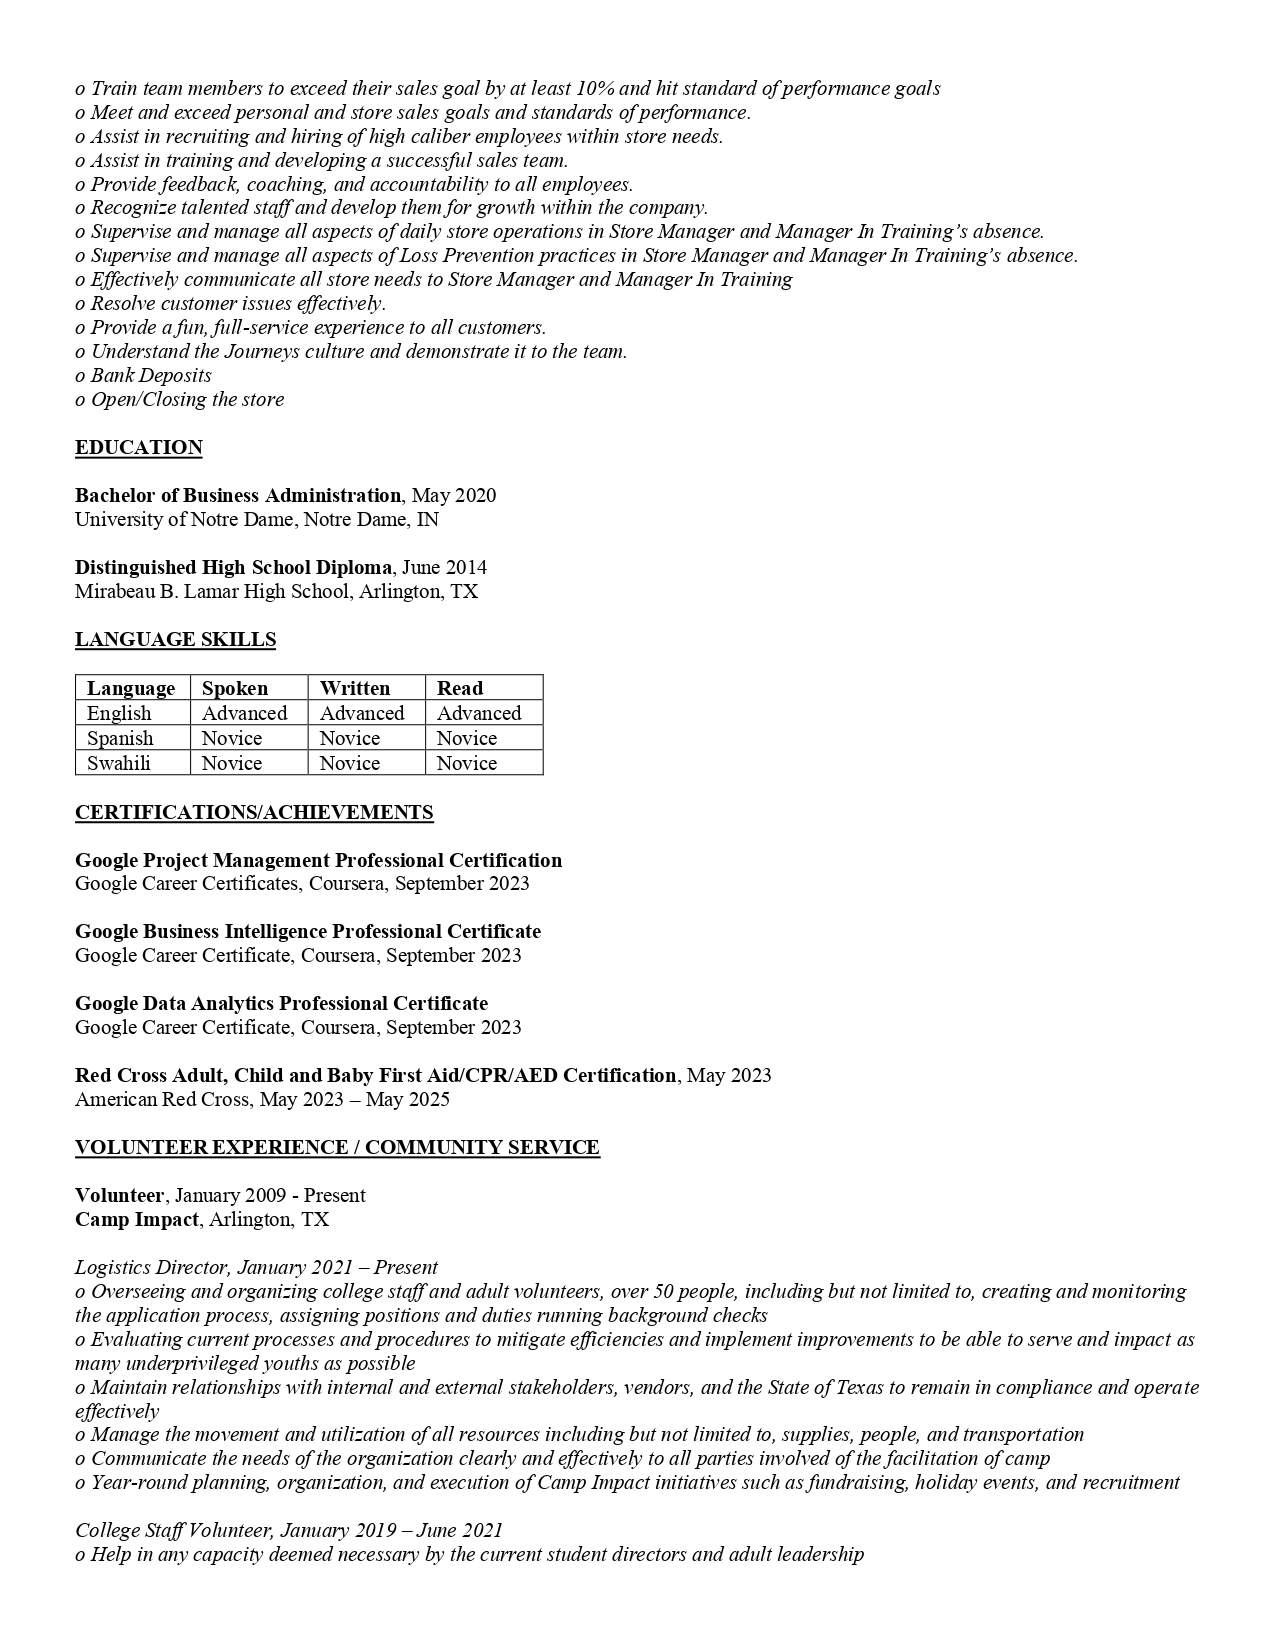 o Train team members to exceed their sales goal by at least 10% and hit standard of performance goals
o Meet and exceed personal and store sales goals and standards of performance.
o Assist in recruiting and hiring of high caliber employees within store needs.
o Assist in training and developing a successful sales team.
o Provide feedback, coaching, and accountability to all employees.
o Recognize talented staff and develop them for growth within the company.
o Supervise and manage all aspects of daily store operations in Store Manager and Manager In Training’s absence.
o Supervise and manage all aspects of Loss Prevention practices in Store Manager and Manager In Training’s absence.
o Effectively communicate all store needs to Store Manager and Manager In Training
o Resolve customer issues effectively.
o Provide a fun, full-service experience to all customers.
o Understand the Journeys culture and demonstrate it to the team.
o Bank Deposits
o Open/Closing the store
EDUCATION
Bachelor of Business Administration, May 2020
University of Notre Dame, Notre Dame, IN
Distinguished High School Diploma, June 2014
Mirabeau B. Lamar High School, Arlington, TX
LANGUAGE SKILLS
Language Spoken Written Read
English Advanced Advanced Advanced
Spanish Novice Novice Novice
Swahili Novice Novice Novice
CERTIFICATIONS/ACHIEVEMENTS
Google Project Management Professional Certification
Google Career Certificates, Coursera, September 2023
Google Business Intelligence Professional Certificate
Google Career Certificate, Coursera, September 2023
Google Data Analytics Professional Certificate
Google Career Certificate, Coursera, September 2023
Red Cross Adult, Child and Baby First Aid/CPR/AED Certification, May 2023
American Red Cross, May 2023 – May 2025
VOLUNTEER EXPERIENCE / COMMUNITY SERVICE
Volunteer, January 2009 - Present
Camp Impact, Arlington, TX
Logistics Director, January 2021 – Present
o Overseeing and organizing college staff and adult volunteers, over 50 people, including but not limited to, creating and monitoring
the application process, assigning positions and duties running background checks
o Evaluating current processes and procedures to mitigate efficiencies and implement improvements to be able to serve and impact as
many underprivileged youths as possible
o Maintain relationships with internal and external stakeholders, vendors, and the State of Texas to remain in compliance and operate
effectively
o Manage the movement and utilization of all resources including but not limited to, supplies, people, and transportation
o Communicate the needs of the organization clearly and effectively to all parties involved of the facilitation of camp
o Year-round planning, organization, and execution of Camp Impact initiatives such as fundraising, holiday events, and recruitment
College Staff Volunteer, January 2019 – June 2021
o Help in any capacity deemed necessary by the current student directors and adult leadership